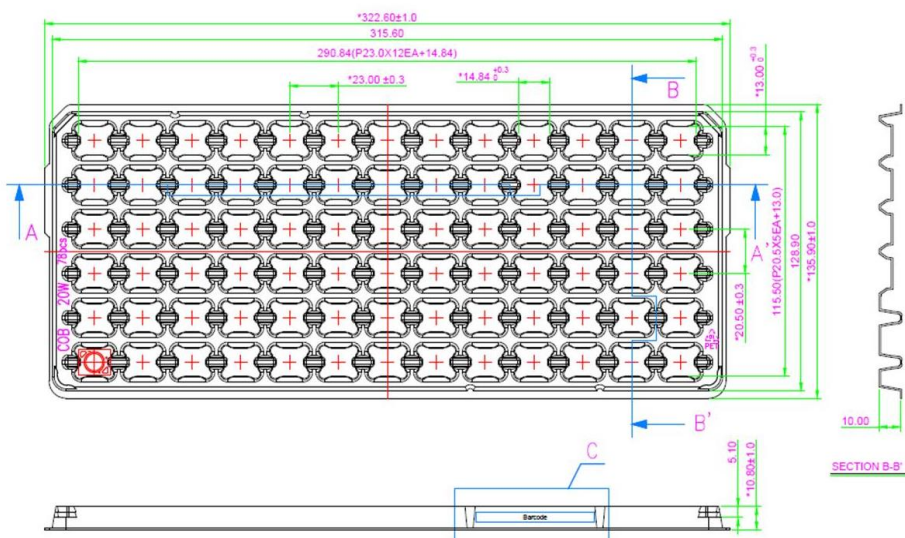 *322.60±1.0
315.60
290.84(P23.0X12EA+14.84)
*23.00 ±0.3
*14.84 +0.3 0
*13.00 +0.3 0
B
A
A'
78pcs
20W
COB
*20.50 ±0.3
115.50(P20.5X5EA+13.0)
128.90
*135.90±1.0
B'
10.00
SECTION B-B'
C
5.10
*10.80±1.0
Barcode